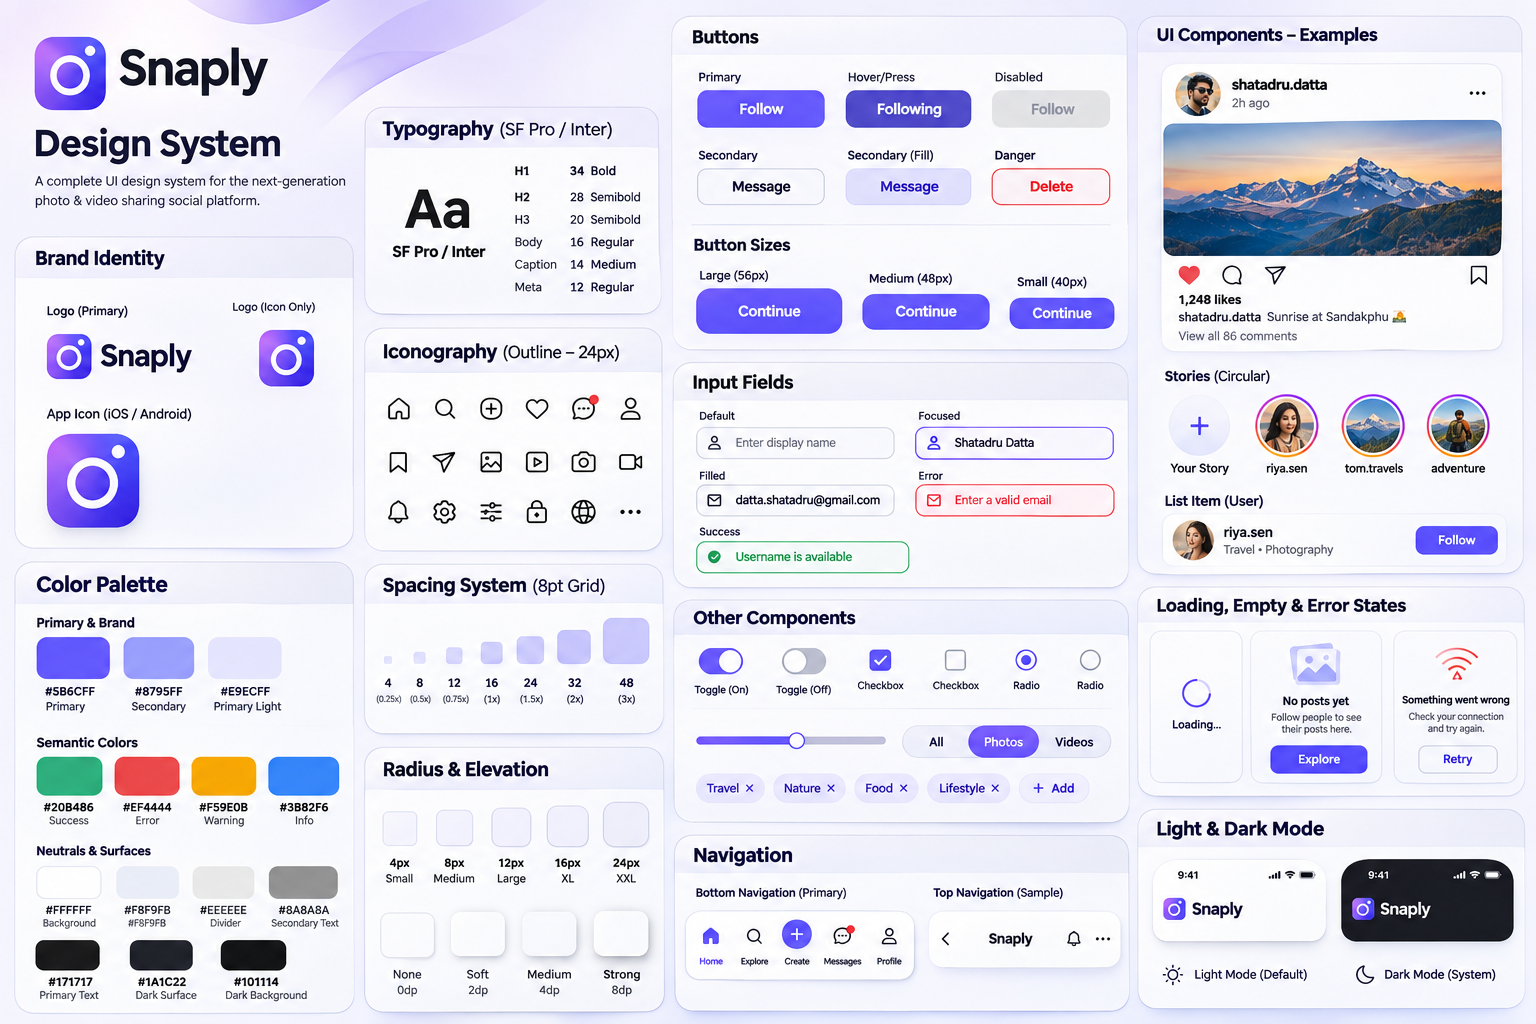 Snaply
Design System
A complete UI design system for the next-generation
photo & video sharing social platform.
Brand Identity
Logo (Primary)
Logo (Icon Only)
Snaply
App Icon (iOS / Android)
Color Palette
Primary & Brand
#5B6CFF
Primary
#8795FF
Secondary
#E9ECFF
Primary Light
Semantic Colors
#20B486
Success
#EF4444
Error
#F59E0B
Warning
#3B82F6
Info
Neutrals & Surfaces
#FFFFFF
Background
#F8F9FB
#F8F9FB
#EEEEEE
Divider
#8A8A8A
Secondary Text
#171717
Primary Text
#1A1C22
Dark Surface
#101114
Dark Background
Typography (SF Pro / Inter)
Aa
SF Pro / Inter
H1 34 Bold
H2 28 Semibold
H3 20 Semibold
Body 16 Regular
Caption 14 Medium
Meta 12 Regular
Iconography (Outline – 24px)
Spacing System (8pt Grid)
4 8 12 16 24 32 48
(0.25x) (0.5x) (0.75x) (1x) (1.5x) (2x) (3x)
Radius & Elevation
4px 8px 12px 16px 24px
Small Medium Large XL XXL
None Soft Medium Strong
0dp 2dp 4dp 8dp
Buttons
Primary Hover/Press Disabled
Follow Following Follow
Secondary Secondary (Fill) Danger
Message Message Delete
Button Sizes
Large (56px) Medium (48px) Small (40px)
Continue Continue Continue
Input Fields
Default Focused
Enter display name Shatadru Datta
Filled Error
datta.shatadru@gmail.com Enter a valid email
Success
Username is available
Other Components
Toggle (On) Toggle (Off) Checkbox Checkbox Radio Radio
All Photos Videos
Travel × Nature × Food × Lifestyle × + Add
Navigation
Bottom Navigation (Primary) Top Navigation (Sample)
Home Explore Create Messages Profile
Snaply
UI Components – Examples
shatadru.datta
2h ago
1,248 likes
shatadru.datta Sunrise at Sandakphu 🌄
View all 86 comments
Stories (Circular)
Your Story riya.sen tom.travels adventure
List Item (User)
riya.sen
Travel • Photography
Follow
Loading, Empty & Error States
Loading...
No posts yet
Follow people to see
their posts here.
Explore
Something went wrong
Check your connection
and try again.
Retry
Light & Dark Mode
9:41
Snaply
Light Mode (Default)
9:41
Snaply
Dark Mode (System)